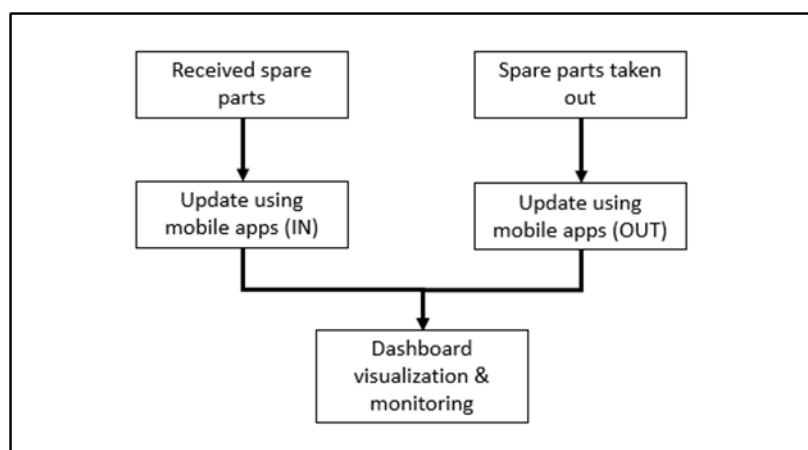 Received spare
parts
Spare parts taken
out
Update using
mobile apps (IN)
Update using
mobile apps (OUT)
Dashboard
visualization &
monitoring